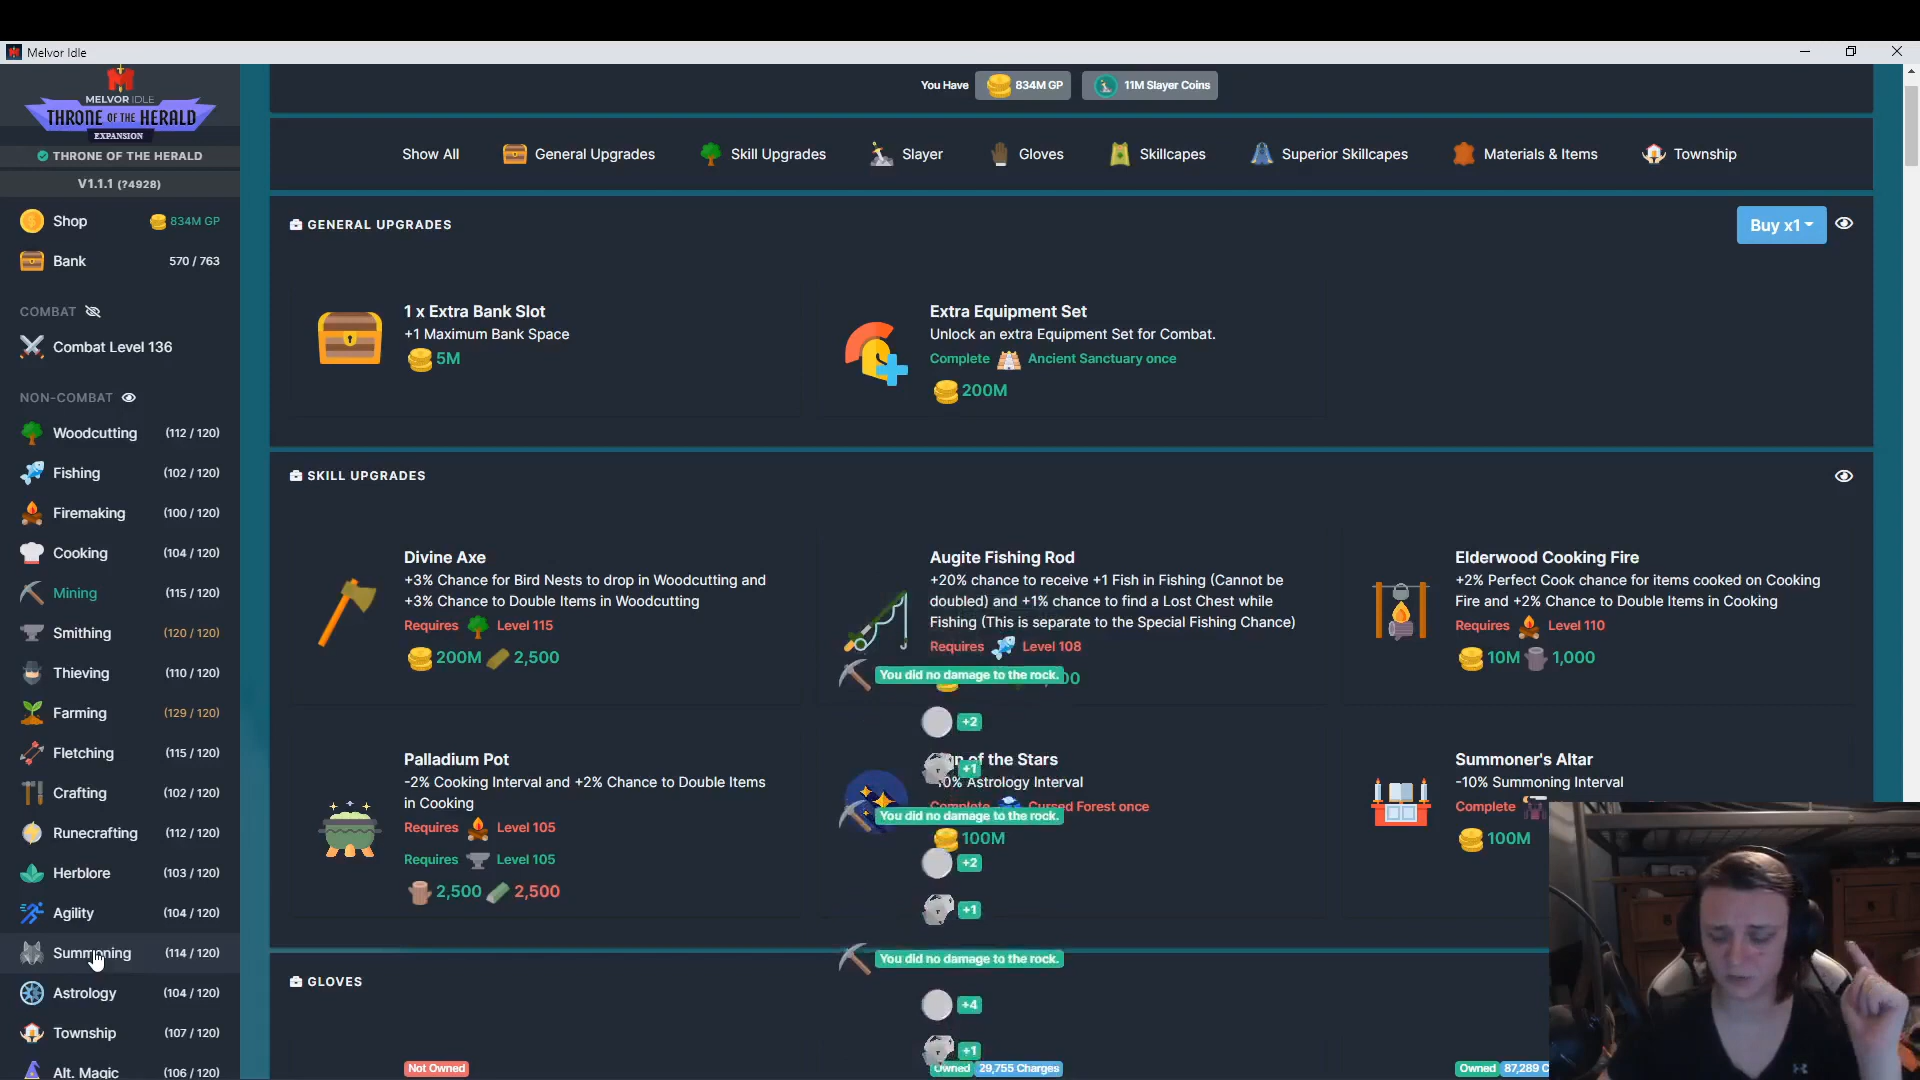 Melvor Idle
MELVOR IDLE
THRONE OF THE HERALD
EXPANSION
THRONE OF THE HERALD
V1.1.1 (?4928)
Shop 834M GP
Bank 570 / 763
COMBAT
Combat Level 136
NON-COMBAT
Woodcutting (112 / 120)
Fishing (102 / 120)
Firemaking (100 / 120)
Cooking (104 / 120)
Mining (115 / 120)
Smithing (120 / 120)
Thieving (110 / 120)
Farming (129 / 120)
Fletching (115 / 120)
Crafting (102 / 120)
Runecrafting (112 / 120)
Herblore (103 / 120)
Agility (104 / 120)
Summoning (114 / 120)
Astrology (104 / 120)
Township (107 / 120)
Alt. Magic (106 / 120)
You Have 834M GP 11M Slayer Coins
Show All General Upgrades Skill Upgrades Slayer Gloves Skillcapes Superior Skillcapes Materials & Items Township
GENERAL UPGRADES
Buy x1
1 x Extra Bank Slot
+1 Maximum Bank Space
5M
Extra Equipment Set
Unlock an extra Equipment Set for Combat.
Complete Ancient Sanctuary once
200M
SKILL UPGRADES
Divine Axe
+3% Chance for Bird Nests to drop in Woodcutting and
+3% Chance to Double Items in Woodcutting
Requires Level 115
200M 2,500
Augite Fishing Rod
+20% chance to receive +1 Fish in Fishing (Cannot be
doubled) and +1% chance to find a Lost Chest while
Fishing (This is separate to the Special Fishing Chance)
Requires Level 108
Elderwood Cooking Fire
+2% Perfect Cook chance for items cooked on Cooking
Fire and +2% Chance to Double Items in Cooking
Requires Level 110
10M 1,000
Palladium Pot
-2% Cooking Interval and +2% Chance to Double Items
in Cooking
Requires Level 105
Requires Level 105
2,500 2,500
of the Stars
Astrology Interval
Complete Cursed Forest once
100M
Summoner's Altar
-10% Summoning Interval
Complete
100M
You did no damage to the rock.
+2
+1
You did no damage to the rock.
+2
+1
You did no damage to the rock.
+4
+1
GLOVES
Not Owned
Owned 29,755 Charges
Owned 87,289